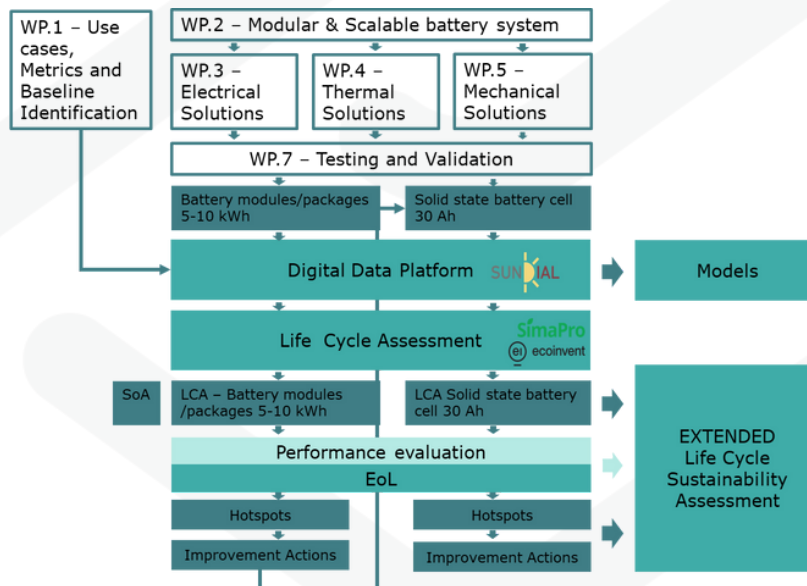 WP.1 – Use
cases,
Metrics and
Baseline
Identification
WP.2 – Modular & Scalable battery system
WP.3 –
Electrical
Solutions
WP.4 –
Thermal
Solutions
WP.5 –
Mechanical
Solutions
WP.7 – Testing and Validation
Battery modules/packages
5-10 kWh
Solid state battery cell
30 Ah
Digital Data Platform
SUNDIAL
Models
Life Cycle Assessment
SimaPro
ei ecoinvent
SoA
LCA – Battery modules
/packages 5-10 kWh
LCA Solid state battery
cell 30 Ah
Performance evaluation
EoL
EXTENDED
Life Cycle
Sustainability
Assessment
Hotspots
Hotspots
Improvement Actions
Improvement Actions